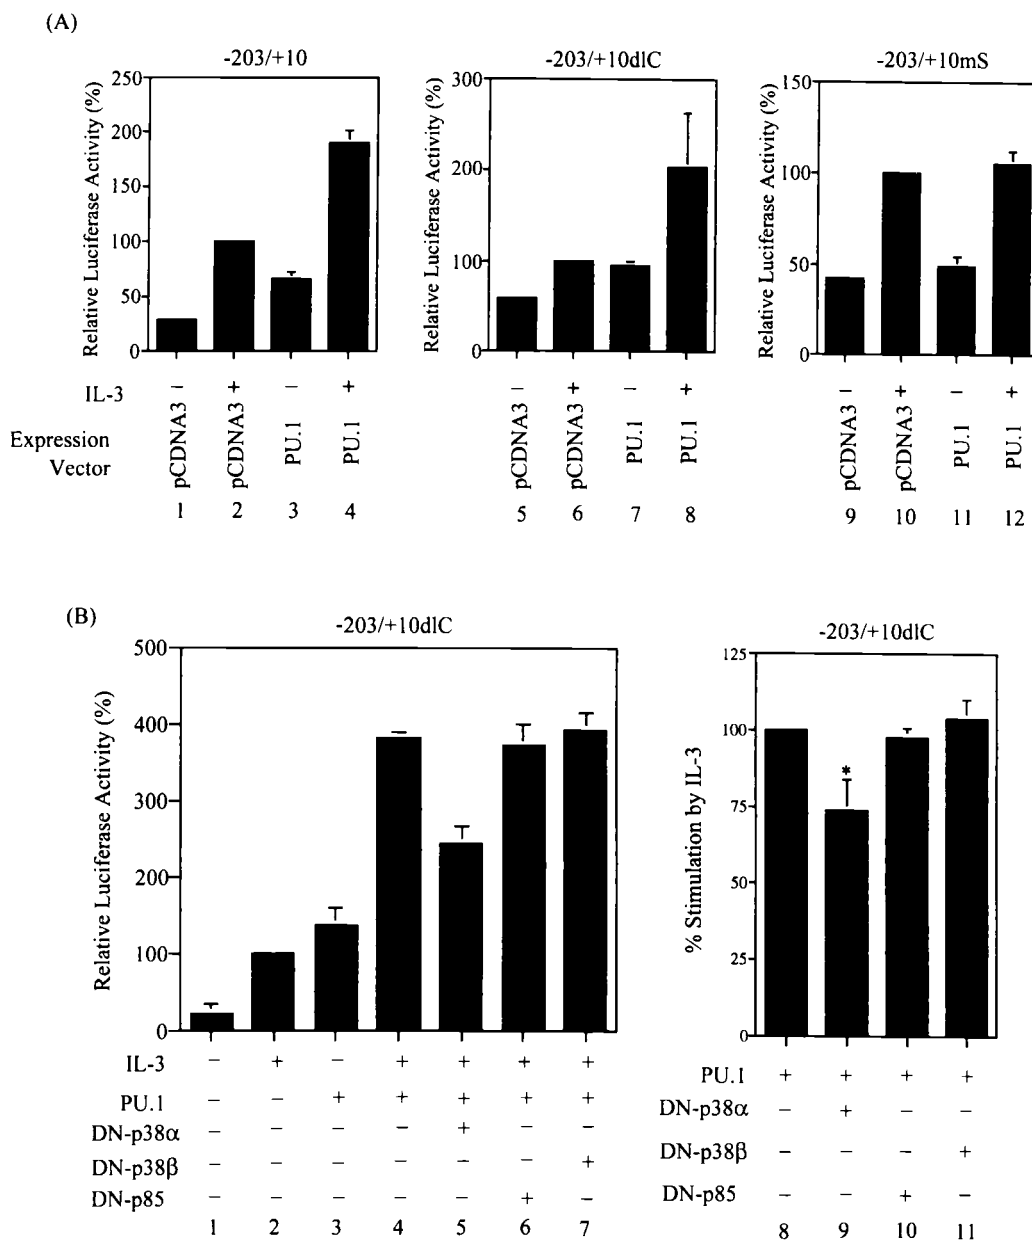 (A)
-203/+10
-203/+10dlC
-203/+10mS
Relative Luciferase Activity (%)
250
200
150
100
50
0
Relative Luciferase Activity (%)
300
200
100
0
Relative Luciferase Activity (%)
150
100
50
0
IL-3 – + – + – + – + – + – +
Expression
Vector
pCDNA3 pCDNA3 PU.1 PU.1 pCDNA3 pCDNA3 PU.1 PU.1 pCDNA3 pCDNA3 PU.1 PU.1
1 2 3 4 5 6 7 8 9 10 11 12
(B)
-203/+10dlC
Relative Luciferase Activity (%)
500
400
300
200
100
0
IL-3 – + – + + + +
PU.1 – – + + + + +
DN-p38α – – – – + – –
DN-p38β – – – – – – +
DN-p85 – – – – – + –
1 2 3 4 5 6 7
-203/+10dlC
% Stimulation by IL-3
125
100
75
50
25
0
*
PU.1 + + + +
DN-p38α – + – –
DN-p38β – – – +
DN-p85 – – + –
8 9 10 11